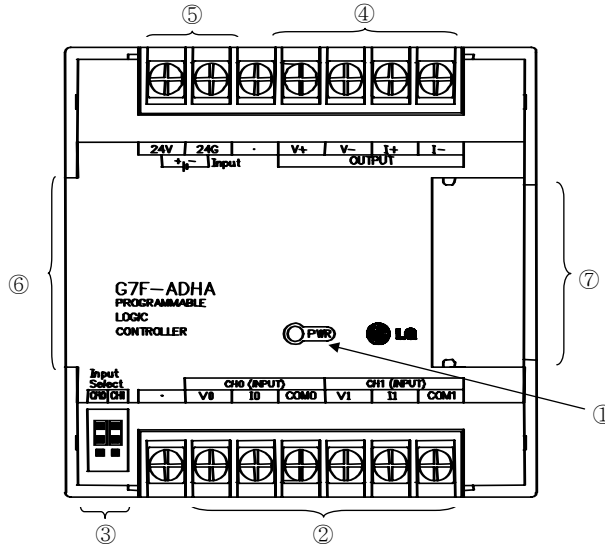 ⑤ ④
24V 24G · V+ V- I+ I-
+ - Input OUTPUT
⑥ ⑦
G7F-ADHA
PROGRAMMABLE
LOGIC
CONTROLLER
PWR LG
Input
Select
CH0 CH1
CH0 (INPUT) CH1 (INPUT)
· V0 I0 COM0 V1 I1 COM1
①
③ ②